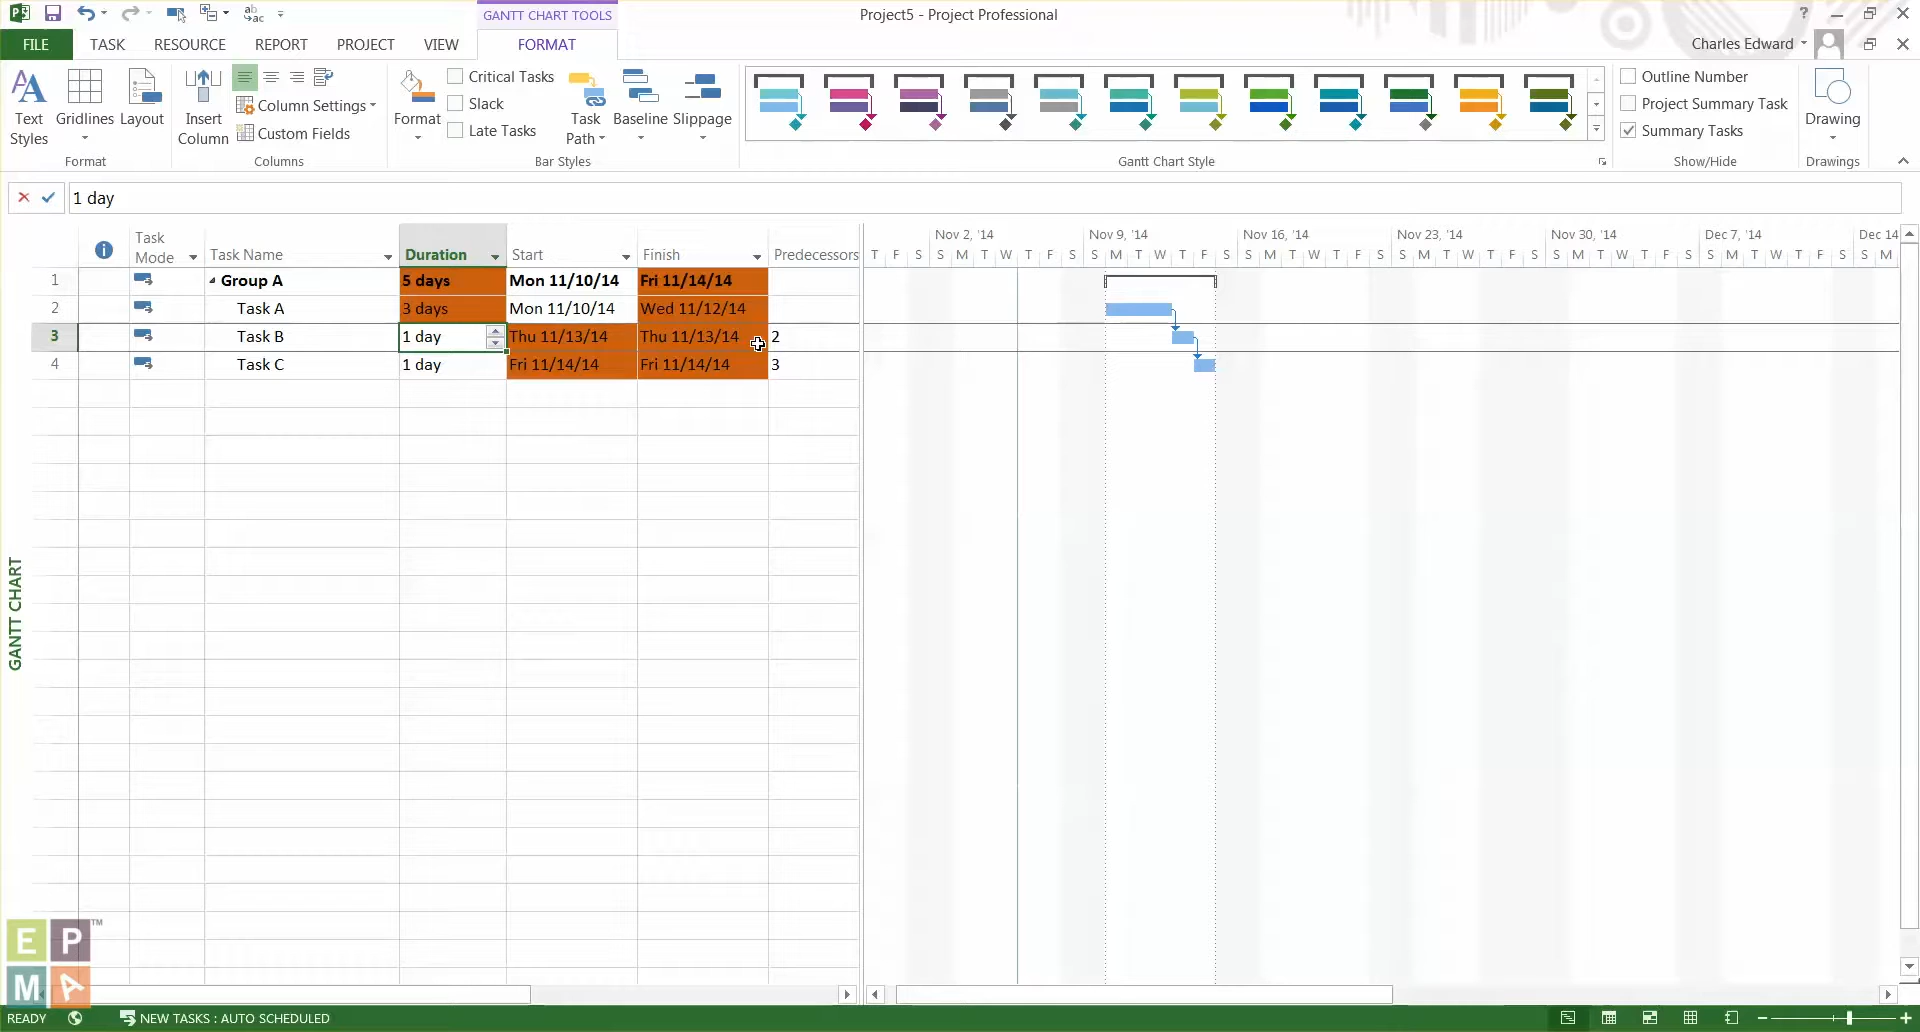 GANTT CHART TOOLS
Project5 - Project Professional
?
FILE
TASK
RESOURCE
REPORT
PROJECT
VIEW
FORMAT
Charles Edward
Text Styles
Gridlines
Layout
Format
Insert Column
Column Settings
Custom Fields
Columns
Format
Critical Tasks
Slack
Late Tasks
Task Path
Baseline
Slippage
Bar Styles
Gantt Chart Style
Outline Number
Project Summary Task
Summary Tasks
Show/Hide
Drawing
Drawings
1 day
Task Mode
Task Name
Duration
Start
Finish
Predecessors
Nov 2, '14
Nov 9, '14
Nov 16, '14
Nov 23, '14
Nov 30, '14
Dec 7, '14
Dec 14
T F S S M T W T F S S M T W T F S S M T W T F S S M T W T F S S M T W T F S S M T W T F S S M
1 Group A 5 days Mon 11/10/14 Fri 11/14/14
2 Task A 3 days Mon 11/10/14 Wed 11/12/14
3 Task B 1 day Thu 11/13/14 Thu 11/13/14 2
4 Task C 1 day Fri 11/14/14 Fri 11/14/14 3
GANTT CHART
E P ™
M A
READY
NEW TASKS : AUTO SCHEDULED